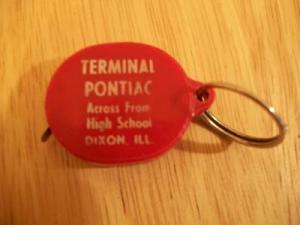 TERMINAL
PONTIAC
Across From
High School
DIXON, ILL.